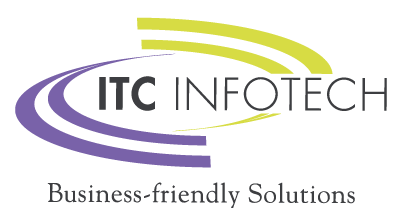 ITC INFOTECH
Business-friendly Solutions